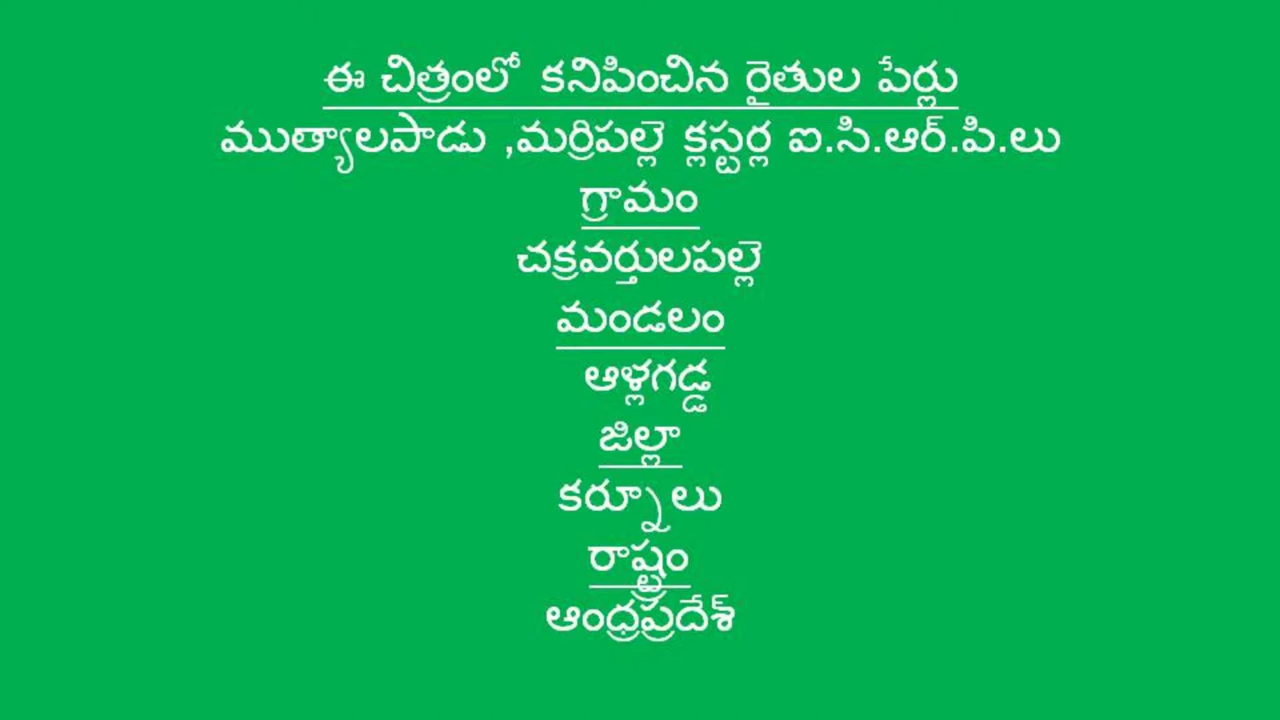 ఈ చిత్రంలో కనిపించిన రైతుల పేర్లు
ముత్యాలపాడు ,మర్రిపల్లె క్లస్టర్ల ఐ.సి.ఆర్.పి.లు
గ్రామం
చక్రవర్తులపల్లె
మండలం
ఆళ్లగడ్డ
జిల్లా
కర్నూలు
రాష్ట్రం
ఆంధ్రప్రదేశ్